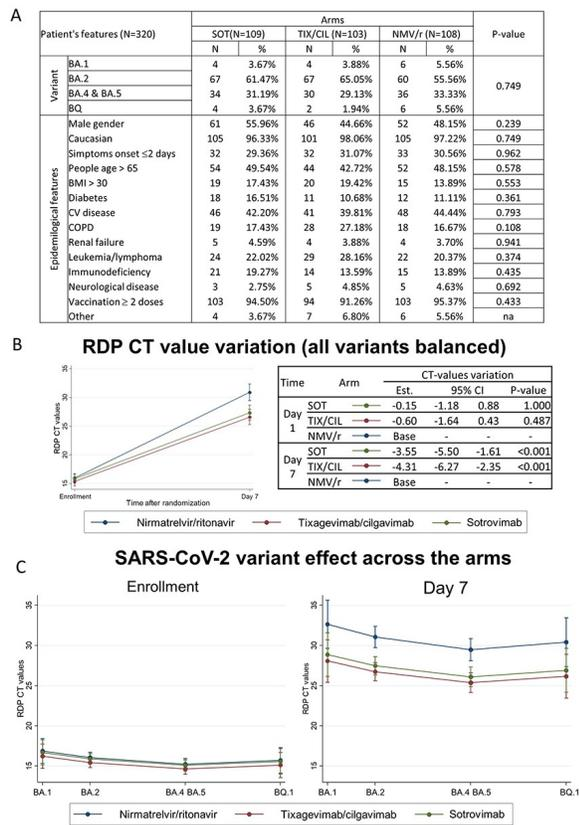 A
Patient's features (N=320) Arms P-value
SOT(N=109) TIX/CIL (N=103) NMV/r (N=108)
N % N % N %
Variant
BA.1 4 3.67% 4 3.88% 6 5.56%
BA.2 67 61.47% 67 65.05% 60 55.56%
BA.4 & BA.5 34 31.19% 30 29.13% 36 33.33%
BQ 4 3.67% 2 1.94% 6 5.56%
0.749
Epidemilogical features
Male gender 61 55.96% 46 44.66% 52 48.15% 0.239
Caucasian 105 96.33% 101 98.06% 105 97.22% 0.749
Simptoms onset ≤2 days 32 29.36% 32 31.07% 33 30.56% 0.962
People age > 65 54 49.54% 44 42.72% 52 48.15% 0.578
BMI > 30 19 17.43% 20 19.42% 15 13.89% 0.553
Diabetes 18 16.51% 11 10.68% 12 11.11% 0.361
CV disease 46 42.20% 41 39.81% 48 44.44% 0.793
COPD 19 17.43% 28 27.18% 18 16.67% 0.108
Renal failure 5 4.59% 4 3.88% 4 3.70% 0.941
Leukemia/lymphoma 24 22.02% 29 28.16% 22 20.37% 0.374
Immunodeficiency 21 19.27% 14 13.59% 15 13.89% 0.435
Neurological disease 3 2.75% 5 4.85% 5 4.63% 0.692
Vaccination ≥ 2 doses 103 94.50% 94 91.26% 103 95.37% 0.433
Other 4 3.67% 7 6.80% 6 5.56% na
B
RDP CT value variation (all variants balanced)
RDP CT values
35
30
25
20
15
Enrollment Day 7
Time after randomization
Time Arm CT-values variation
Est. 95% CI P-value
Day 1
SOT -0.15 -1.18 0.88 1.000
TIX/CIL -0.60 -1.64 0.43 0.487
NMV/r Base - - -
Day 7
SOT -3.55 -5.50 -1.61 <0.001
TIX/CIL -4.31 -6.27 -2.35 <0.001
NMV/r Base - - -
Nirmatrelvir/ritonavir Tixagevimab/cilgavimab Sotrovimab
C
SARS-CoV-2 variant effect across the arms
Enrollment
RDP CT values
35
30
25
20
15
BA.1 BA.2 BA.4 BA.5 BQ.1
Day 7
RDP CT values
35
30
25
20
15
BA.1 BA.2 BA.4 BA.5 BQ.1
Nirmatrelvir/ritonavir Tixagevimab/cilgavimab Sotrovimab